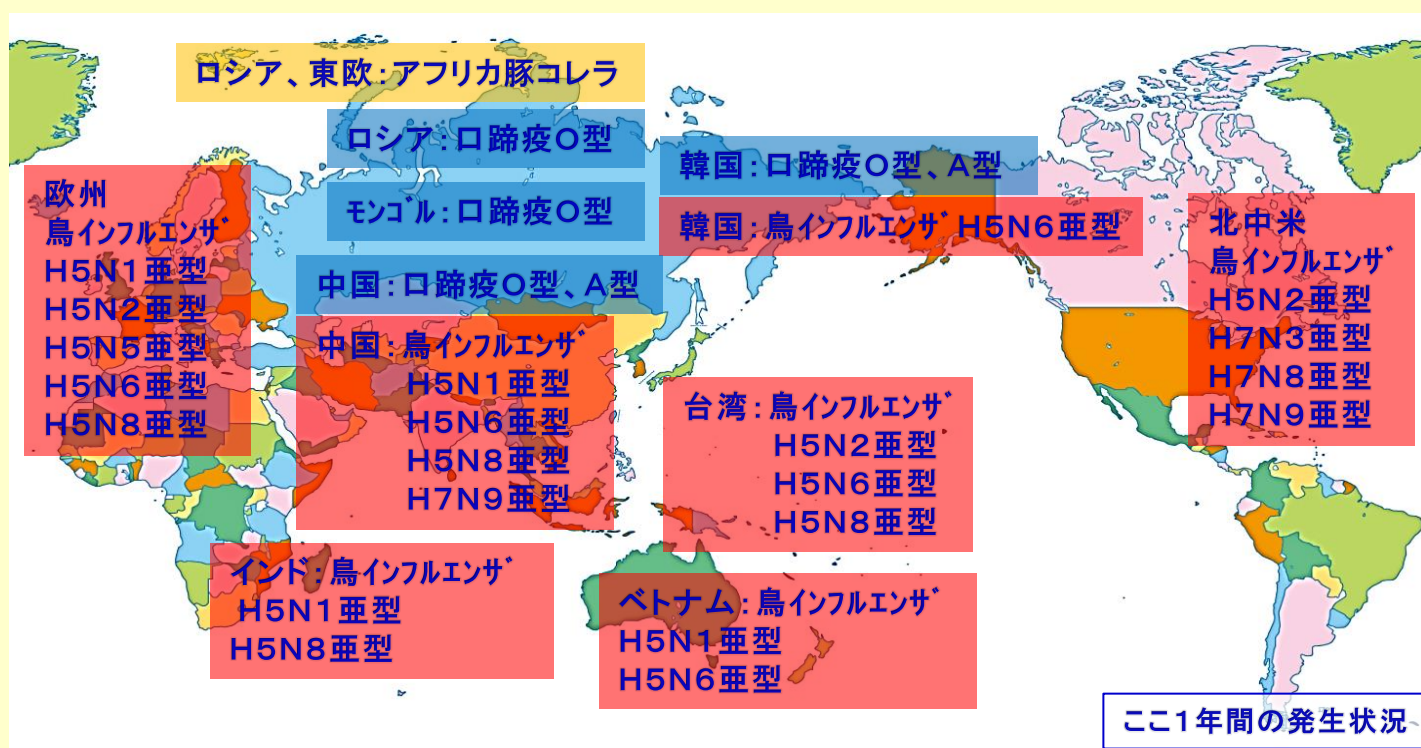 ロシア、東欧：アフリカ豚コレラ
ロシア：口蹄疫Ｏ型
韓国：口蹄疫Ｏ型、Ａ型
欧州
鳥インフルエンザ
Ｈ５Ｎ１亜型
Ｈ５Ｎ２亜型
Ｈ５Ｎ５亜型
Ｈ５Ｎ６亜型
Ｈ５Ｎ８亜型
モンゴル：口蹄疫Ｏ型
韓国：鳥インフルエンザ Ｈ５Ｎ６亜型
北中米
鳥インフルエンザ
Ｈ５Ｎ２亜型
Ｈ７Ｎ３亜型
Ｈ７Ｎ８亜型
Ｈ７Ｎ９亜型
中国：口蹄疫Ｏ型、Ａ型
中国：鳥インフルエンザ
Ｈ５Ｎ１亜型
Ｈ５Ｎ６亜型
Ｈ５Ｎ８亜型
Ｈ７Ｎ９亜型
台湾：鳥インフルエンザ
Ｈ５Ｎ２亜型
Ｈ５Ｎ６亜型
Ｈ５Ｎ８亜型
インド：鳥インフルエンザ
Ｈ５Ｎ１亜型
Ｈ５Ｎ８亜型
ベトナム：鳥インフルエンザ
Ｈ５Ｎ１亜型
Ｈ５Ｎ６亜型
ここ１年間の発生状況